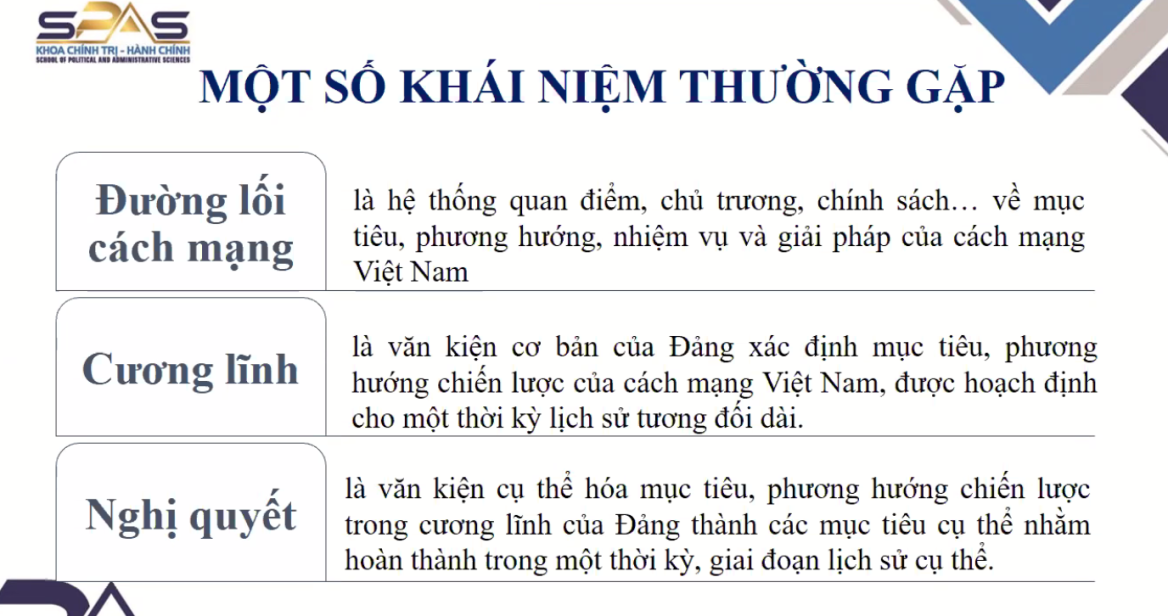 SPAS
KHOA CHÍNH TRỊ - HÀNH CHÍNH
SCHOOL OF POLITICAL AND ADMINISTRATIVE SCIENCES
MỘT SỐ KHÁI NIỆM THƯỜNG GẶP
Đường lối
cách mạng
là hệ thống quan điểm, chủ trương, chính sách… về mục
tiêu, phương hướng, nhiệm vụ và giải pháp của cách mạng
Việt Nam
Cương lĩnh
là văn kiện cơ bản của Đảng xác định mục tiêu, phương
hướng chiến lược của cách mạng Việt Nam, được hoạch định
cho một thời kỳ lịch sử tương đối dài.
Nghị quyết
là văn kiện cụ thể hóa mục tiêu, phương hướng chiến lược
trong cương lĩnh của Đảng thành các mục tiêu cụ thể nhằm
hoàn thành trong một thời kỳ, giai đoạn lịch sử cụ thể.